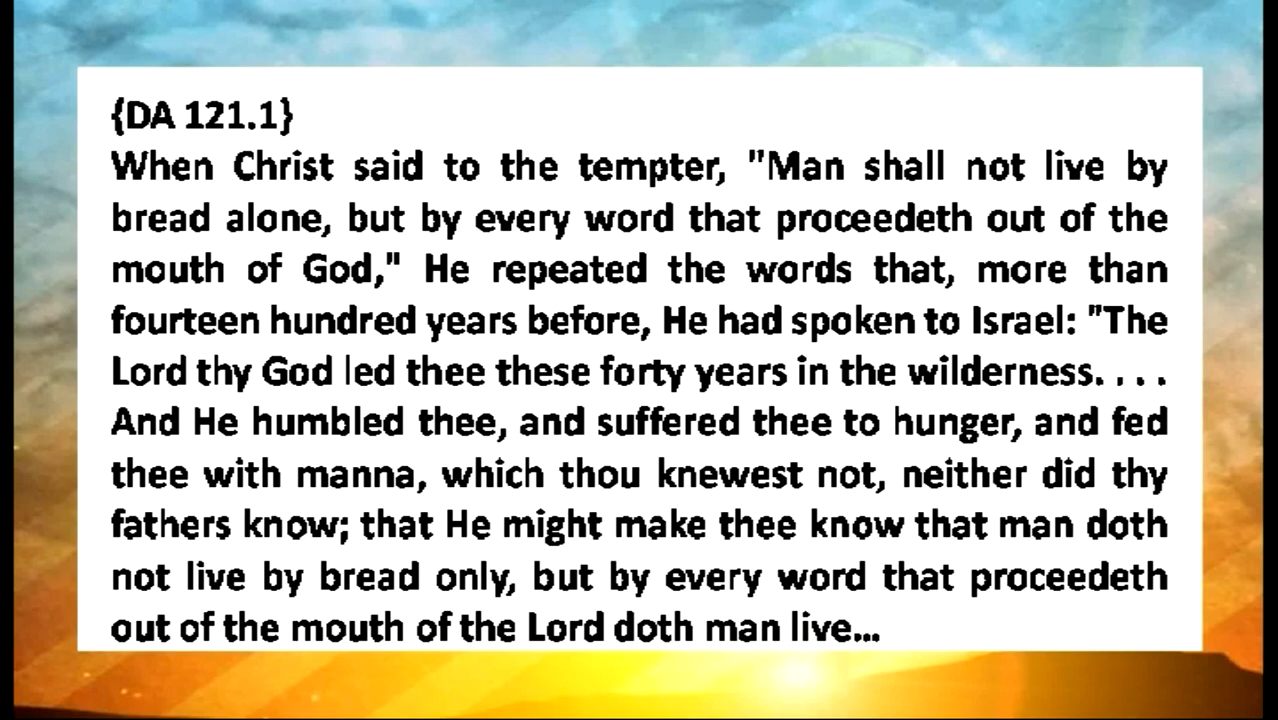 {DA 121.1}
When Christ said to the tempter, "Man shall not live by
bread alone, but by every word that proceedeth out of the
mouth of God," He repeated the words that, more than
fourteen hundred years before, He had spoken to Israel: "The
Lord thy God led thee these forty years in the wilderness. . . .
And He humbled thee, and suffered thee to hunger, and fed
thee with manna, which thou knewest not, neither did thy
fathers know; that He might make thee know that man doth
not live by bread only, but by every word that proceedeth
out of the mouth of the Lord doth man live...